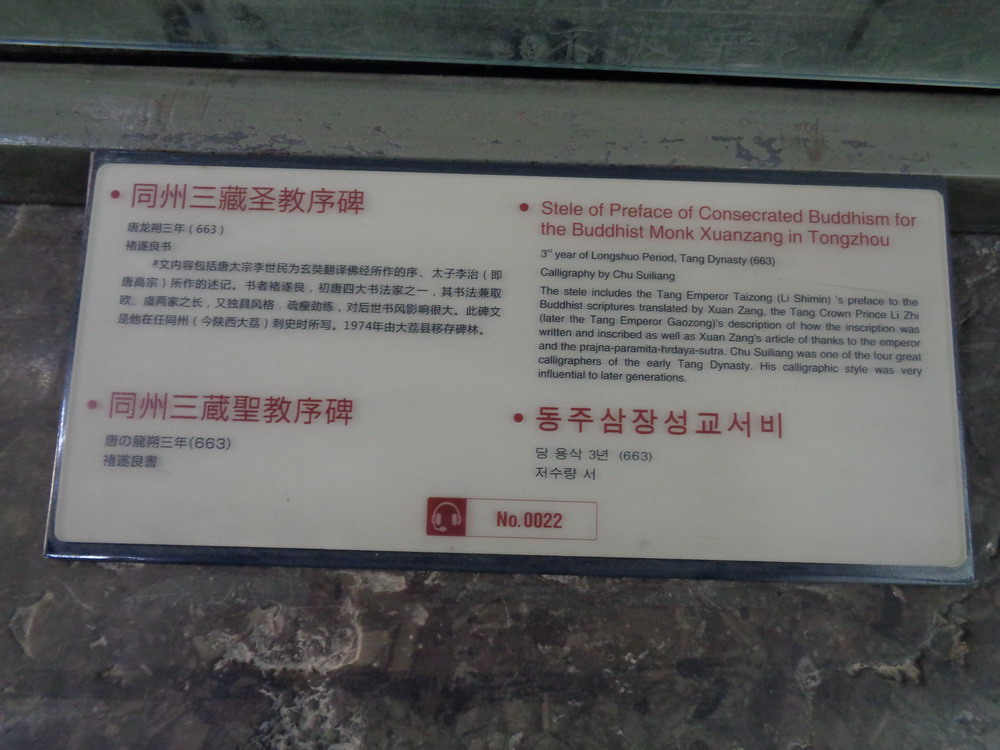 同州三藏圣教序碑
唐龙朔三年（663）
褚遂良书
文内容包括唐太宗李世民为玄奘翻译佛经所作的序、太子李治（即
唐高宗）所作的述记。书者褚遂良，初唐四大书法家之一，其书法兼取
欧、虞两家之长，又独具风格，疏瘦劲练，对后世书风影响很大。此碑文
是他在任同州（今陕西大荔）刺史时所写。1974年由大荔县移存碑林。
Stele of Preface of Consecrated Buddhism for
the Buddhist Monk Xuanzang in Tongzhou
3rd year of Longshuo Period, Tang Dynasty (663)
Calligraphy by Chu Suiliang
The stele includes the Tang Emperor Taizong (Li Shimin) 's preface to the
Buddhist scriptures translated by Xuan Zang, the Tang Crown Prince Li Zhi
(later the Tang Emperor Gaozong)'s description of how the inscription was
written and inscribed as well as Xuan Zang's article of thanks to the emperor
and the prajna-paramita-hrdaya-sutra. Chu Suiliang was one of the four great
calligraphers of the early Tang Dynasty. His calligraphic style was very
influential to later generations.
同州三蔵聖教序碑
唐の龍朔三年(663)
褚遂良書
동주삼장성교서비
당 용삭 3년 (663)
저수량 서
No.0022